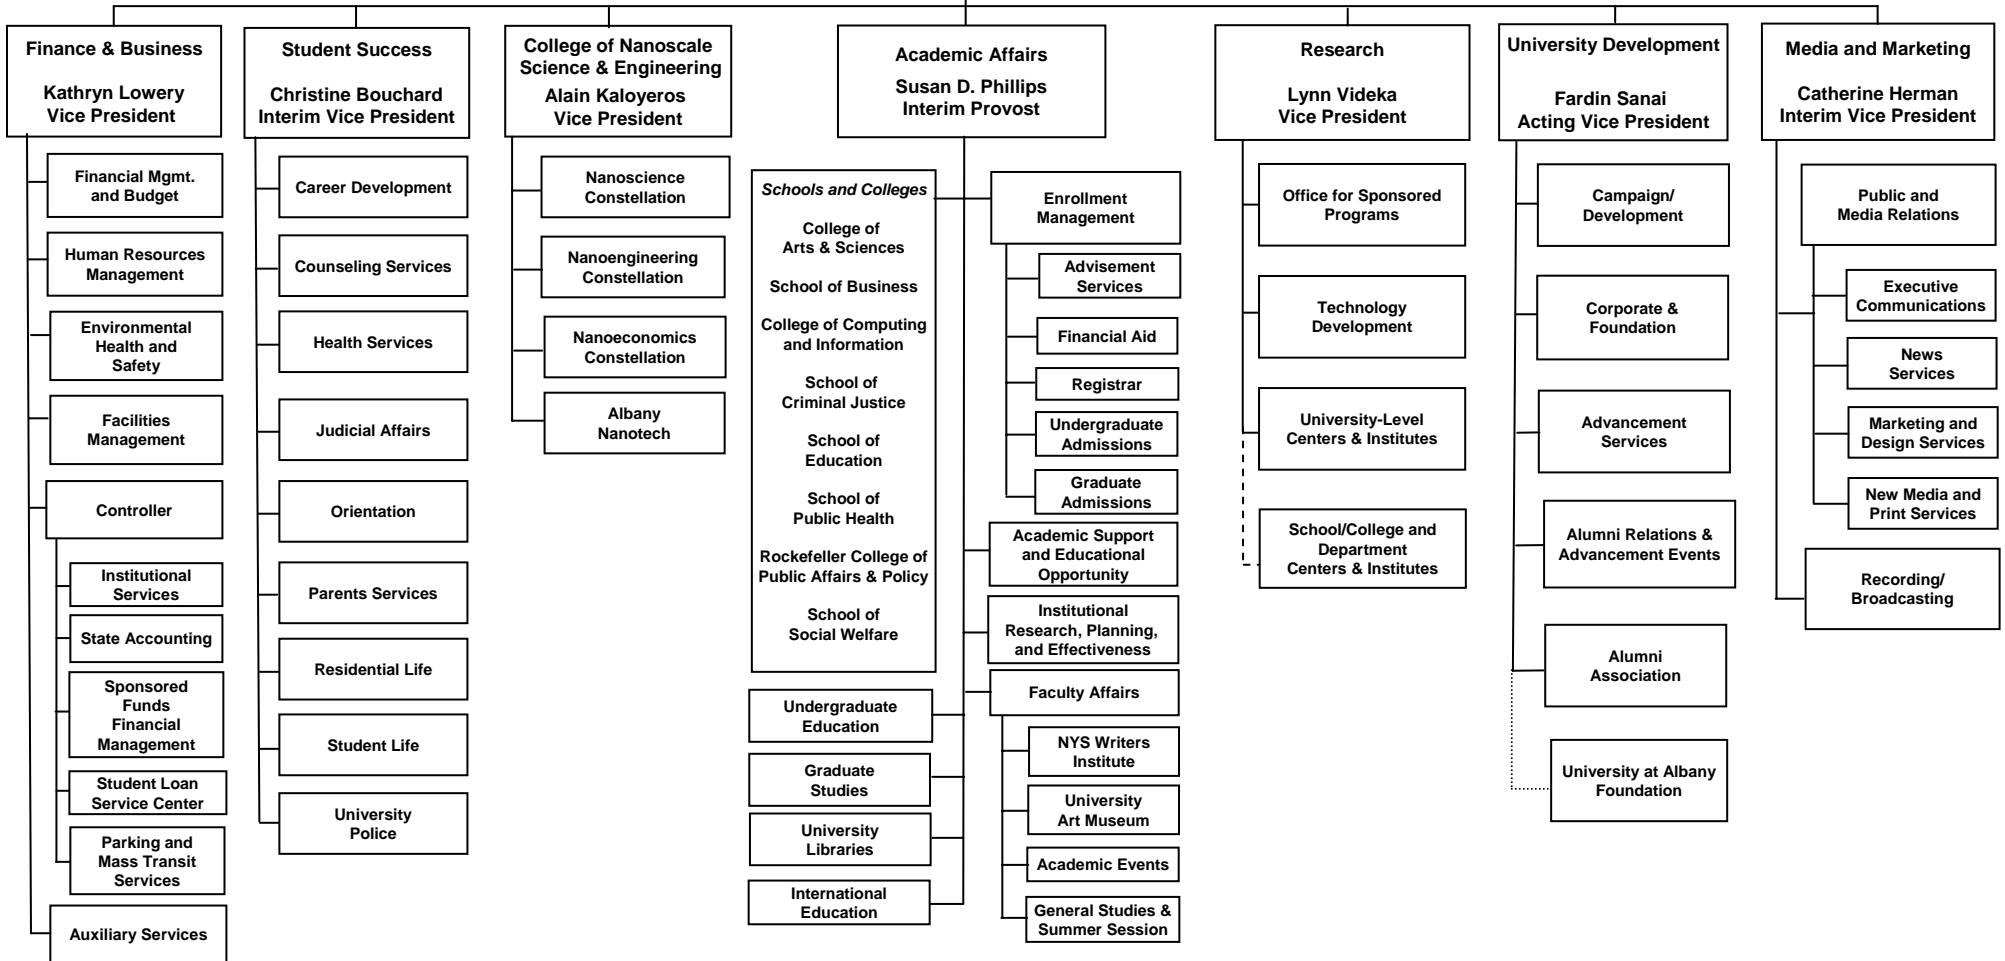 Finance & Business
Kathryn Lowery
Vice President
Financial Mgmt.
and Budget
Human Resources
Management
Environmental
Health and
Safety
Facilities
Management
Controller
Institutional
Services
State Accounting
Sponsored
Funds
Financial
Management
Student Loan
Service Center
Parking and
Mass Transit
Services
Auxiliary Services
Student Success
Christine Bouchard
Interim Vice President
Career Development
Counseling Services
Health Services
Judicial Affairs
Orientation
Parents Services
Residential Life
Student Life
University
Police
College of Nanoscale
Science & Engineering
Alain Kaloyeros
Vice President
Nanoscience
Constellation
Nanoengineering
Constellation
Nanoeconomics
Constellation
Albany
Nanotech
Academic Affairs
Susan D. Phillips
Interim Provost
Schools and Colleges
College of
Arts & Sciences
School of Business
College of Computing
and Information
School of
Criminal Justice
School of
Education
School of
Public Health
Rockefeller College of
Public Affairs & Policy
School of
Social Welfare
Undergraduate
Education
Graduate
Studies
University
Libraries
International
Education
Enrollment
Management
Advisement
Services
Financial Aid
Registrar
Undergraduate
Admissions
Graduate
Admissions
Academic Support
and Educational
Opportunity
Institutional
Research, Planning,
and Effectiveness
Faculty Affairs
NYS Writers
Institute
University
Art Museum
Academic Events
General Studies &
Summer Session
Research
Lynn Videka
Vice President
Office for Sponsored
Programs
Technology
Development
University-Level
Centers & Institutes
School/College and
Department
Centers & Institutes
University Development
Fardin Sanai
Acting Vice President
Campaign/
Development
Corporate &
Foundation
Advancement
Services
Alumni Relations &
Advancement Events
Alumni
Association
University at Albany
Foundation
Media and Marketing
Catherine Herman
Interim Vice President
Public and
Media Relations
Executive
Communications
News
Services
Marketing and
Design Services
New Media and
Print Services
Recording/
Broadcasting